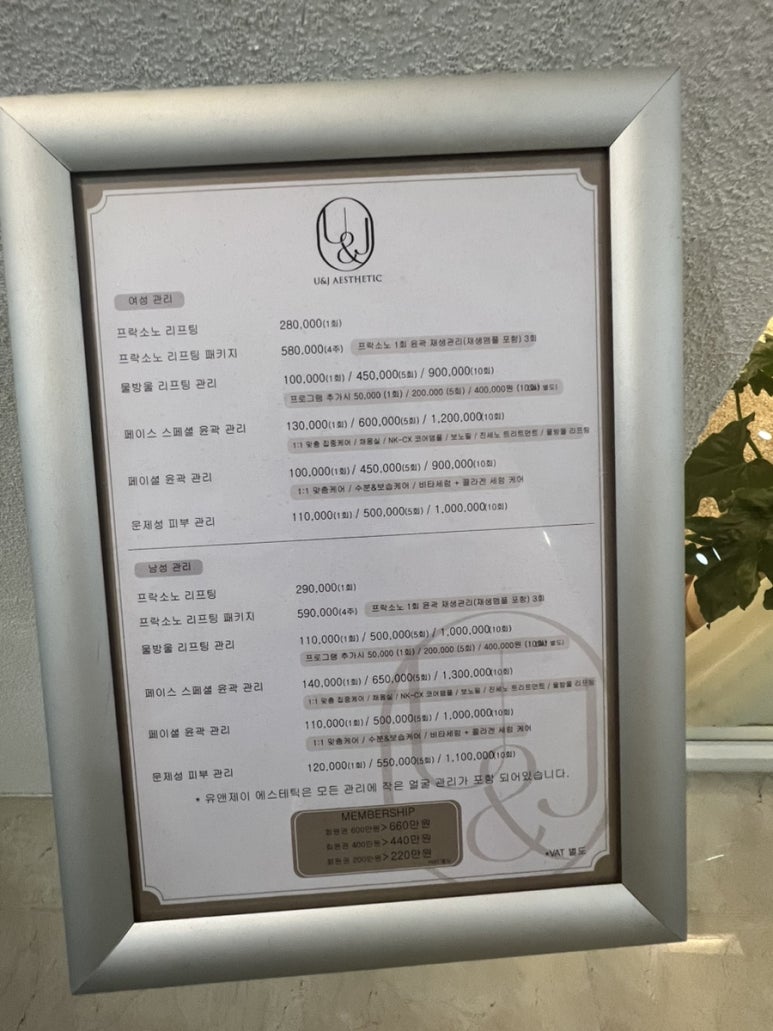 U&J
U&J AESTHETIC
여성 관리
프락소노 리프팅 280.000(1회)
프락소노 리프팅 패키지 580.000(4주) 프락소노 1회 윤곽 재생관리(재생앰플 포함) 3회
물방울 리프팅 관리 100,000(1회) / 450,000(5회) / 900,000(10회)
프로그램 추가시 50,000 (1회) / 200,000 (5회) / 400,000원 (10회) 별도)
페이스 스페셜 윤곽 관리 130,000(1회) / 600,000(5회) / 1,200,000(10회)
1:1 맞춤 집중케어 / 재몽실 / NK-CX 코어앰플 / 보노필 / 진세노 트리트먼트 / 물방울 리프팅
페이셜 윤곽 관리 100,000(1회) / 450,000(5회) / 900,000(10회)
1:1 맞춤케어 / 수분&보습케어 / 비타세럼 + 콜라겐 세럼 케어
문제성 피부 관리 110,000(1회) / 500,000(5회) / 1,000,000(10회)
남성 관리
프락소노 리프팅 290.000(1회)
프락소노 리프팅 패키지 590.000(4주) 프락소노 1회 윤곽 재생관리(재생앰플 포함) 3회
물방울 리프팅 관리 110,000(1회) / 500,000(5회) / 1,000,000(10회)
프로그램 추가시 50,000 (1회) / 200,000 (5회) / 400,000원 (10회) 별도)
페이스 스페셜 윤곽 관리 140,000(1회) / 650,000(5회) / 1,300,000(10회)
1:1 맞춤 집중케어 / 재몽실 / NK-CX 코어앰플 / 보노필 / 진세노 트리트먼트 / 물방울 리프팅
페이셜 윤곽 관리 110,000(1회) / 500,000(5회) / 1,000,000(10회)
1:1 맞춤케어 / 수분&보습케어 / 비타세럼 + 콜라겐 세럼 케어
문제성 피부 관리 120,000(1회) / 550,000(5회) / 1,100,000(10회)
* 유앤제이 에스테틱은 모든 관리에 작은 얼굴 관리가 포함 되어있습니다.
MEMBERSHIP
회원권 600만원 > 660만원
회원권 400만원 > 440만원
회원권 200만원 > 220만원
*VAT 별도
*VAT 별도